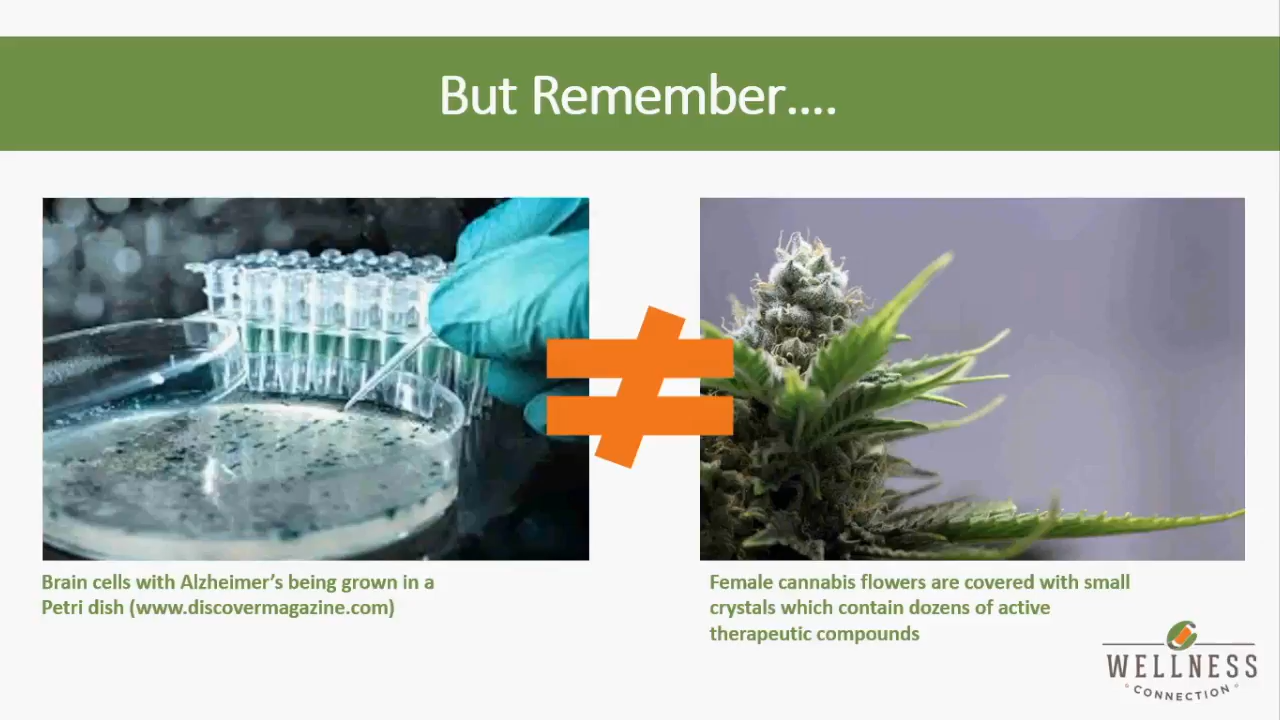 But Remember....
Brain cells with Alzheimer's being grown in a
Petri dish (www.discovermagazine.com)
Female cannabis flowers are covered with small
crystals which contain dozens of active
therapeutic compounds
WELLNESS
CONNECTION